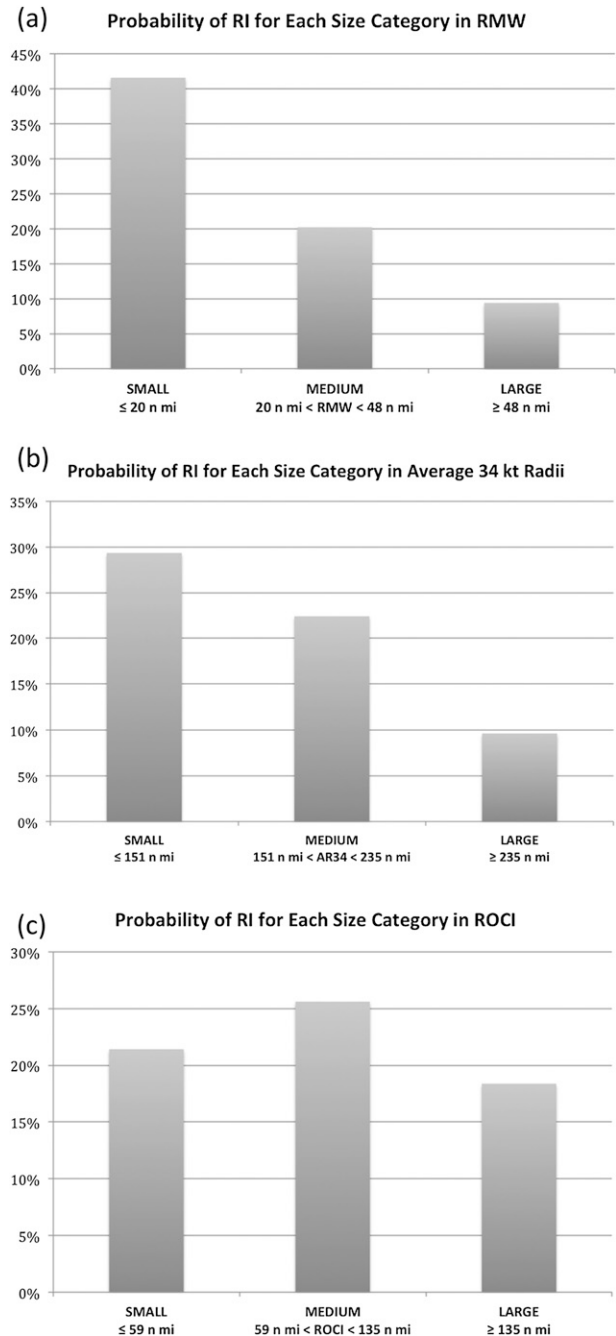 (a)
Probability of RI for Each Size Category in RMW
45%
40%
35%
30%
25%
20%
15%
10%
5%
0%
SMALL MEDIUM LARGE
≤ 20 n mi 20 n mi < RMW < 48 n mi ≥ 48 n mi
(b)
Probability of RI for Each Size Category in Average 34 kt Radii
35%
30%
25%
20%
15%
10%
5%
0%
SMALL MEDIUM LARGE
≤ 151 n mi 151 n mi < AR34 < 235 n mi ≥ 235 n mi
(c)
Probability of RI for Each Size Category in ROCI
30%
25%
20%
15%
10%
5%
0%
SMALL MEDIUM LARGE
≤ 59 n mi 59 n mi < ROCI < 135 n mi ≥ 135 n mi